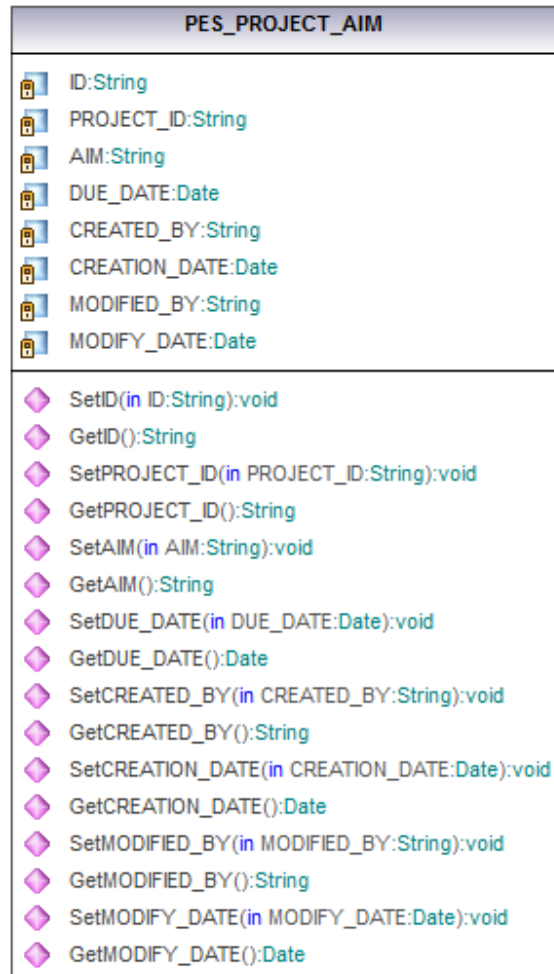 PES_PROJECT_AIM
ID:String
PROJECT_ID:String
AIM:String
DUE_DATE:Date
CREATED_BY:String
CREATION_DATE:Date
MODIFIED_BY:String
MODIFY_DATE:Date
SetID(in ID:String):void
GetID():String
SetPROJECT_ID(in PROJECT_ID:String):void
GetPROJECT_ID():String
SetAIM(in AIM:String):void
GetAIM():String
SetDUE_DATE(in DUE_DATE:Date):void
GetDUE_DATE():Date
SetCREATED_BY(in CREATED_BY:String):void
GetCREATED_BY():String
SetCREATION_DATE(in CREATION_DATE:Date):void
GetCREATION_DATE():Date
SetMODIFIED_BY(in MODIFIED_BY:String):void
GetMODIFIED_BY():String
SetMODIFY_DATE(in MODIFY_DATE:Date):void
GetMODIFY_DATE():Date